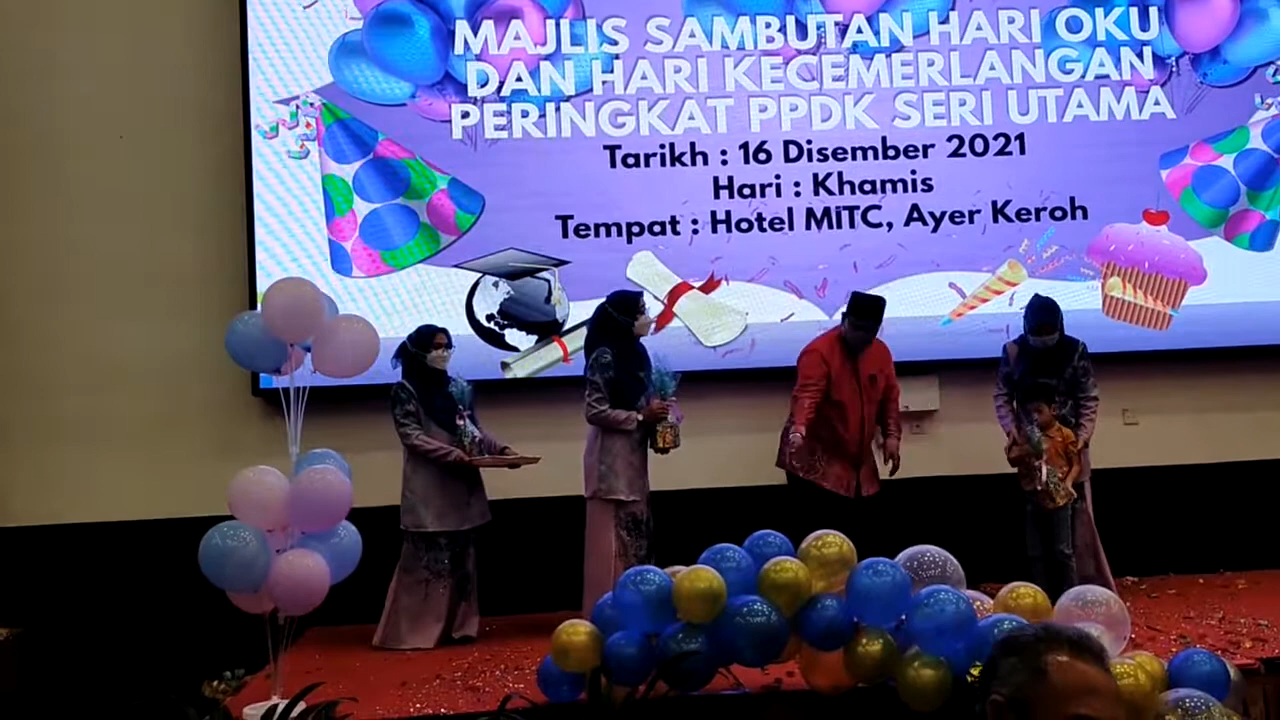 MAJLIS SAMBUTAN HARI OKU
DAN HARI KECEMERLANGAN
PERINGKAT PPDK SERI UTAMA
Tarikh : 16 Disember 2021
Hari : Khamis
Tempat : Hotel MiTC, Ayer Keroh